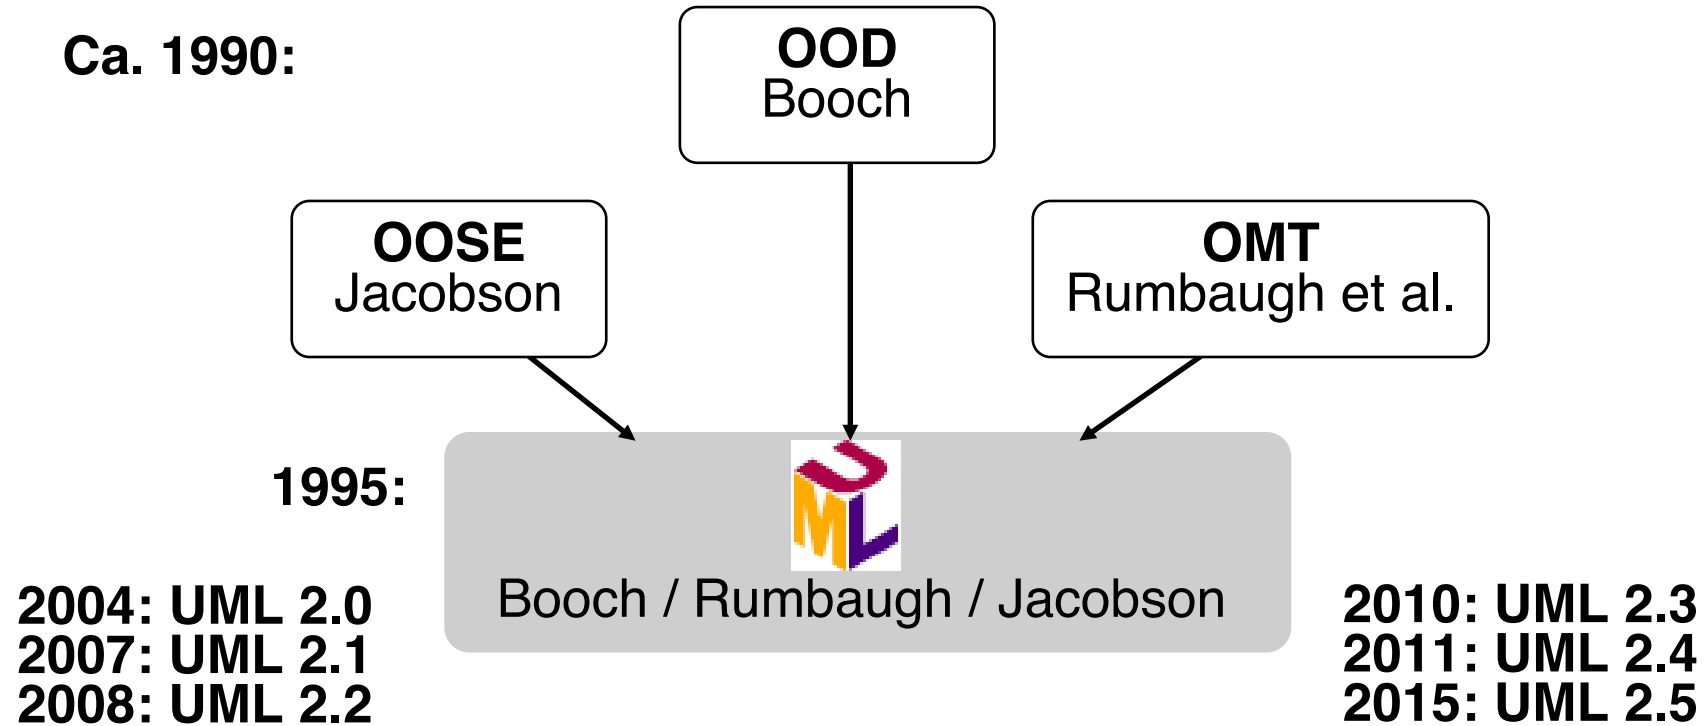 Ca. 1990:
OOD
Booch
OOSE
Jacobson
OMT
Rumbaugh et al.
1995:
UML
Booch / Rumbaugh / Jacobson
2004: UML 2.0
2007: UML 2.1
2008: UML 2.2
2010: UML 2.3
2011: UML 2.4
2015: UML 2.5